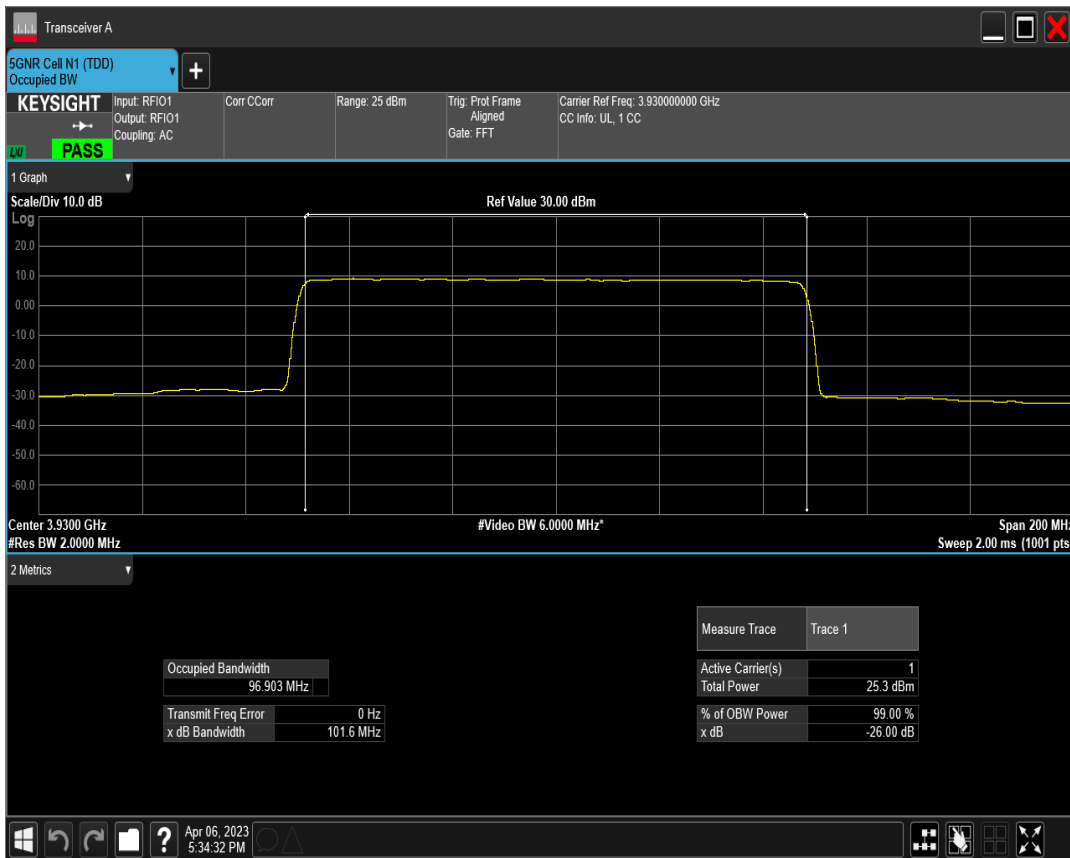 Transceiver A
5GNR Cell N1 (TDD)
Occupied BW
+
KEYSIGHT
LXI
PASS
Input: RFIO1
Output: RFIO1
Coupling: AC
Corr CCorr
Range: 25 dBm
Trig: Prot Frame
Aligned
Gate: FFT
Carrier Ref Freq: 3.930000000 GHz
CC Info: UL, 1 CC
1 Graph
Scale/Div 10.0 dB
Ref Value 30.00 dBm
Log
20.0
10.0
0.00
-10.0
-20.0
-30.0
-40.0
-50.0
-60.0
Center 3.9300 GHz
#Video BW 6.0000 MHz*
Span 200 MHz
#Res BW 2.0000 MHz
Sweep 2.00 ms (1001 pts
2 Metrics
Measure Trace Trace 1
Occupied Bandwidth
96.903 MHz
Active Carrier(s) 1
Total Power 25.3 dBm
Transmit Freq Error 0 Hz
x dB Bandwidth 101.6 MHz
% of OBW Power 99.00 %
x dB -26.00 dB
?
Apr 06, 2023
5:34:32 PM